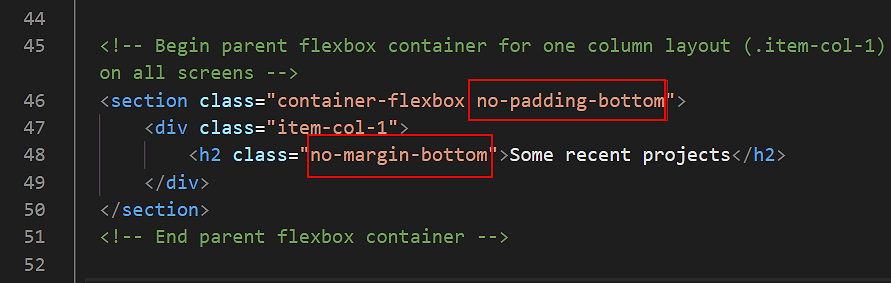 44
45 <!-- Begin parent flexbox container for one column layout (.item-col-1)
on all screens -->
46 <section class="container-flexbox no-padding-bottom">
47 <div class="item-col-1">
48 <h2 class="no-margin-bottom">Some recent projects</h2>
49 </div>
50 </section>
51 <!-- End parent flexbox container -->
52